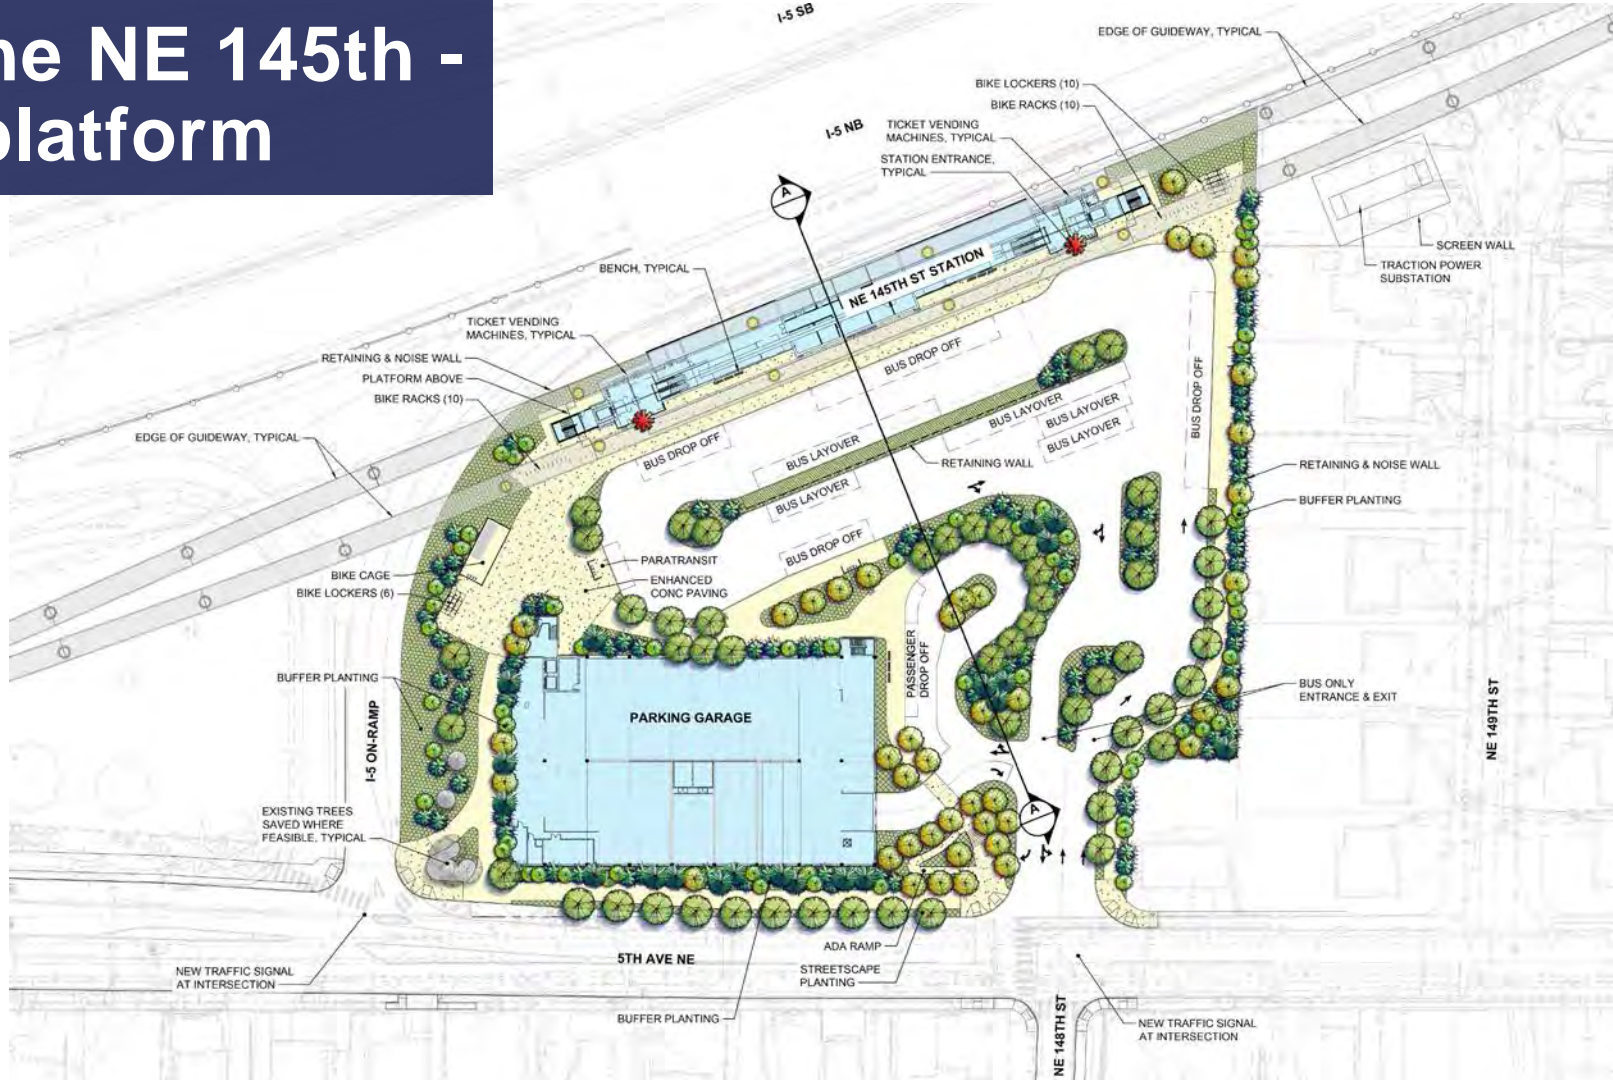 ne NE 145th -
platform
I-5 SB
EDGE OF GUIDEWAY, TYPICAL
BIKE LOCKERS (10)
BIKE RACKS (10)
I-5 NB
TICKET VENDING
MACHINES, TYPICAL
STATION ENTRANCE,
TYPICAL
A
SCREEN WALL
TRACTION POWER
SUBSTATION
BENCH, TYPICAL
NE 145TH ST STATION
TICKET VENDING
MACHINES, TYPICAL
RETAINING & NOISE WALL
PLATFORM ABOVE
BIKE RACKS (10)
EDGE OF GUIDEWAY, TYPICAL
BUS DROP OFF
BUS DROP OFF
BUS DROP OFF
BUS LAYOVER
BUS LAYOVER
BUS LAYOVER
BUS LAYOVER
BUS LAYOVER
RETAINING WALL
RETAINING & NOISE WALL
BUFFER PLANTING
BUS DROP OFF
PARATRANSIT
ENHANCED
CONC PAVING
BIKE CAGE
BIKE LOCKERS (6)
PASSENGER
DROP OFF
BUFFER PLANTING
I-5 ON-RAMP
PARKING GARAGE
BUS ONLY
ENTRANCE & EXIT
NE 149TH ST
EXISTING TREES
SAVED WHERE
FEASIBLE, TYPICAL
A
ADA RAMP
5TH AVE NE
STREETSCAPE
PLANTING
NEW TRAFFIC SIGNAL
AT INTERSECTION
BUFFER PLANTING
NE 148TH ST
NEW TRAFFIC SIGNAL
AT INTERSECTION